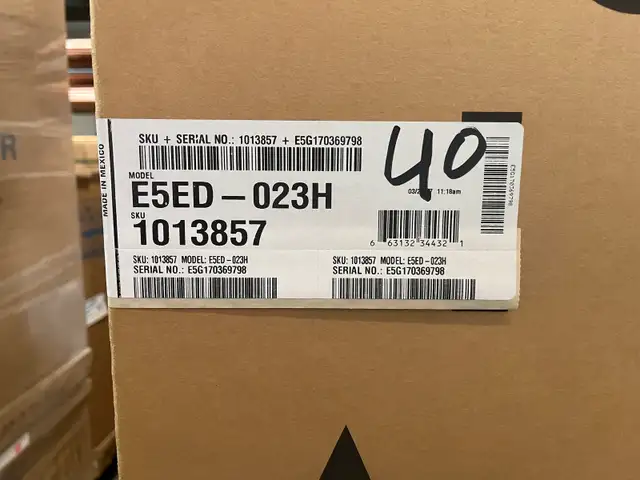 MADE IN MEXICO
SKU + SERIAL NO.: 1013857 + E5G170369798
MODEL
E5ED-023H
SKU
1013857
40
11:18am
E5G170369798
6 63132 34432 1
SKU: 1013857 MODEL: E5ED-023H
SERIAL NO.: E5G170369798
SKU: 1013857 MODEL: E5ED-023H
SERIAL NO.: E5G170369798
R